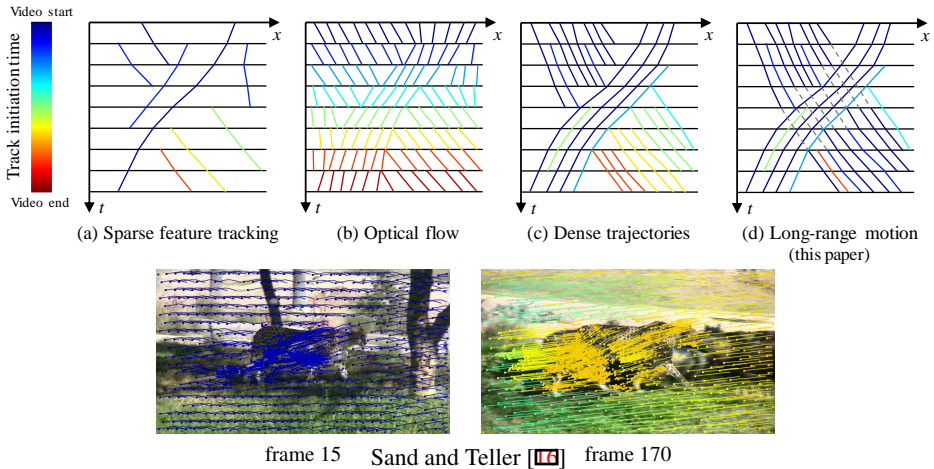 Video start
Track initiation time
Video end
x
t
x
t
x
t
x
t
(a) Sparse feature tracking
(b) Optical flow
(c) Dense trajectories
(d) Long-range motion
(this paper)
frame 15
Sand and Teller [16]
frame 170